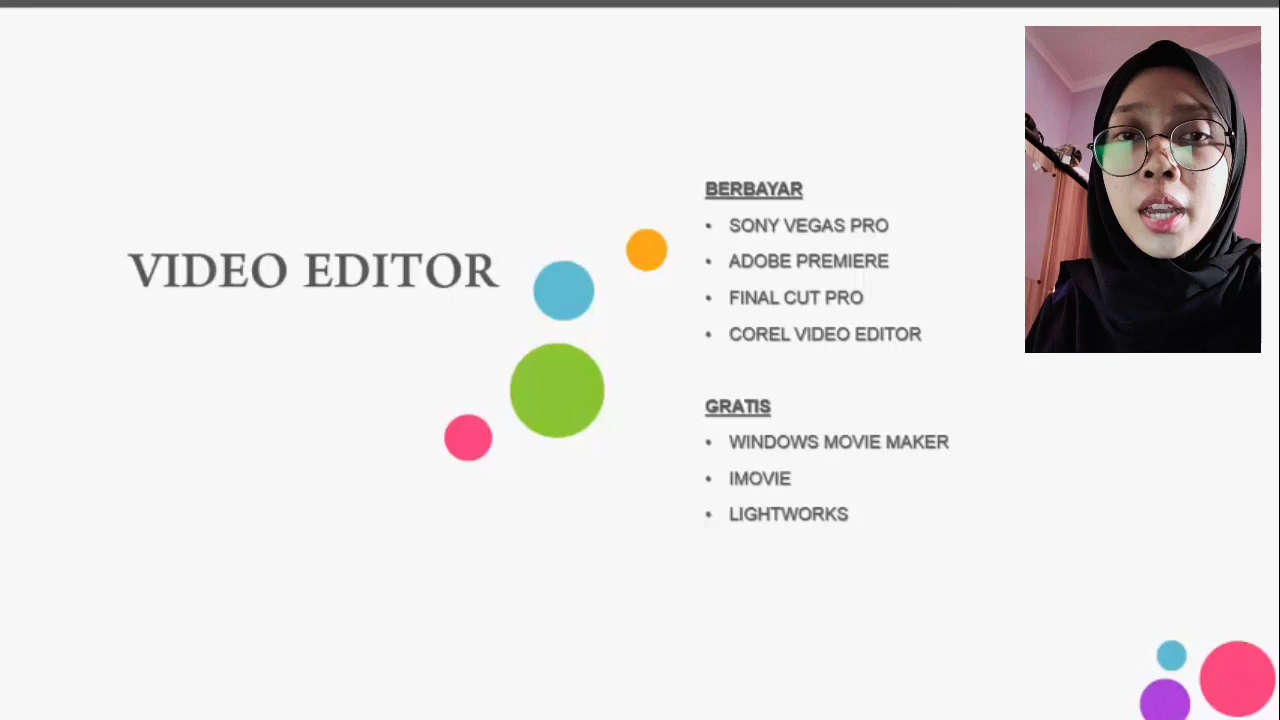 VIDEO EDITOR
BERBAYAR
• SONY VEGAS PRO
• ADOBE PREMIERE
• FINAL CUT PRO
• COREL VIDEO EDITOR
GRATIS
• WINDOWS MOVIE MAKER
• IMOVIE
• LIGHTWORKS